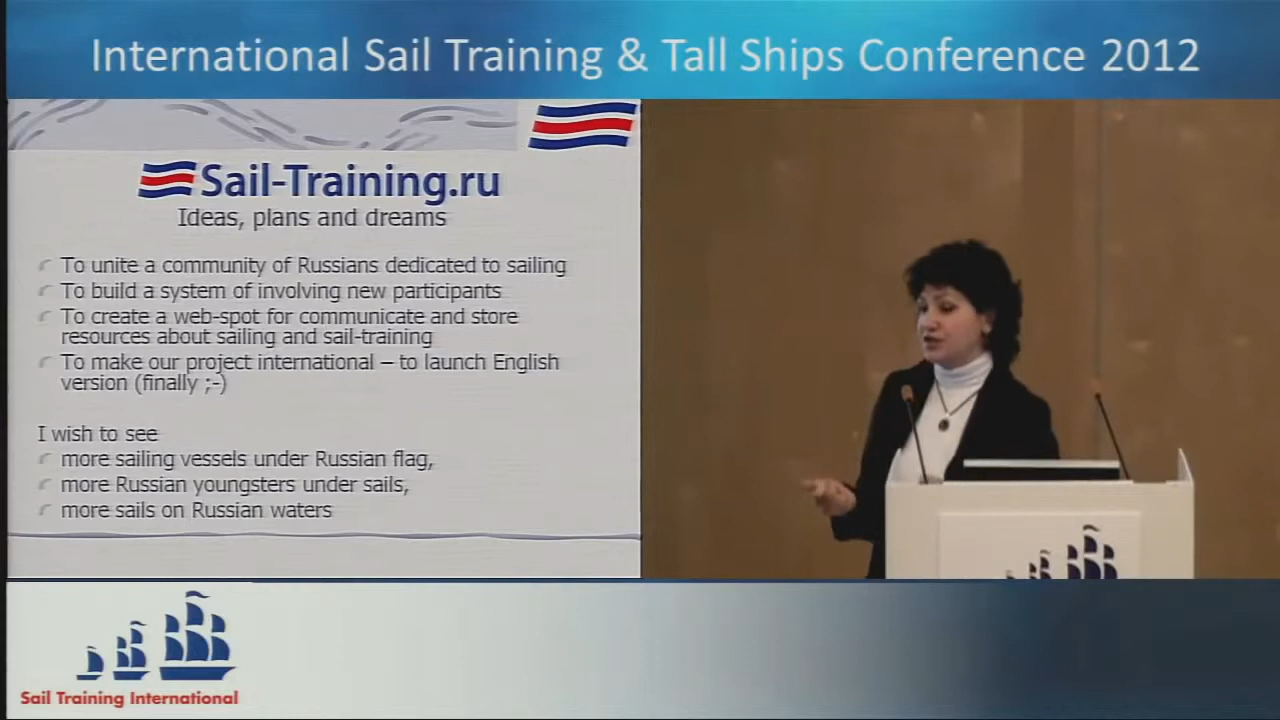 International Sail Training & Tall Ships Conference 2012
Sail-Training.ru
Ideas, plans and dreams
To unite a community of Russians dedicated to sailing
To build a system of involving new participants
To create a web-spot for communicate and store
resources about sailing and sail-training
To make our project international – to launch English
version (finally ;-)
I wish to see
more sailing vessels under Russian flag,
more Russian youngsters under sails,
more sails on Russian waters
Sail Training International